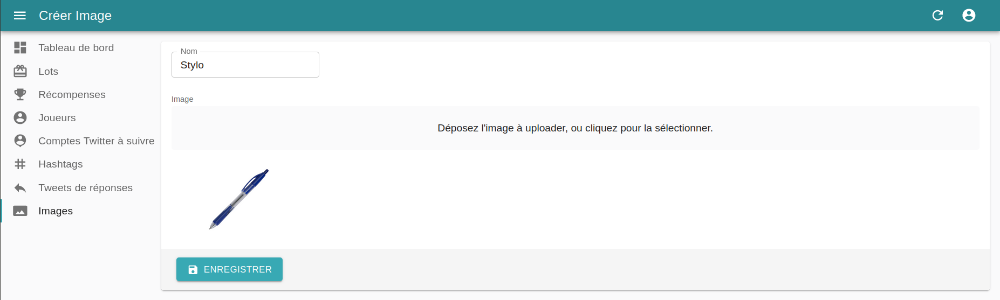 Créer Image
Tableau de bord
Lots
Récompenses
Joueurs
Comptes Twitter à suivre
Hashtags
Tweets de réponses
Images
Nom
Stylo
Image
Déposez l'image à uploader, ou cliquez pour la sélectionner.
ENREGISTRER